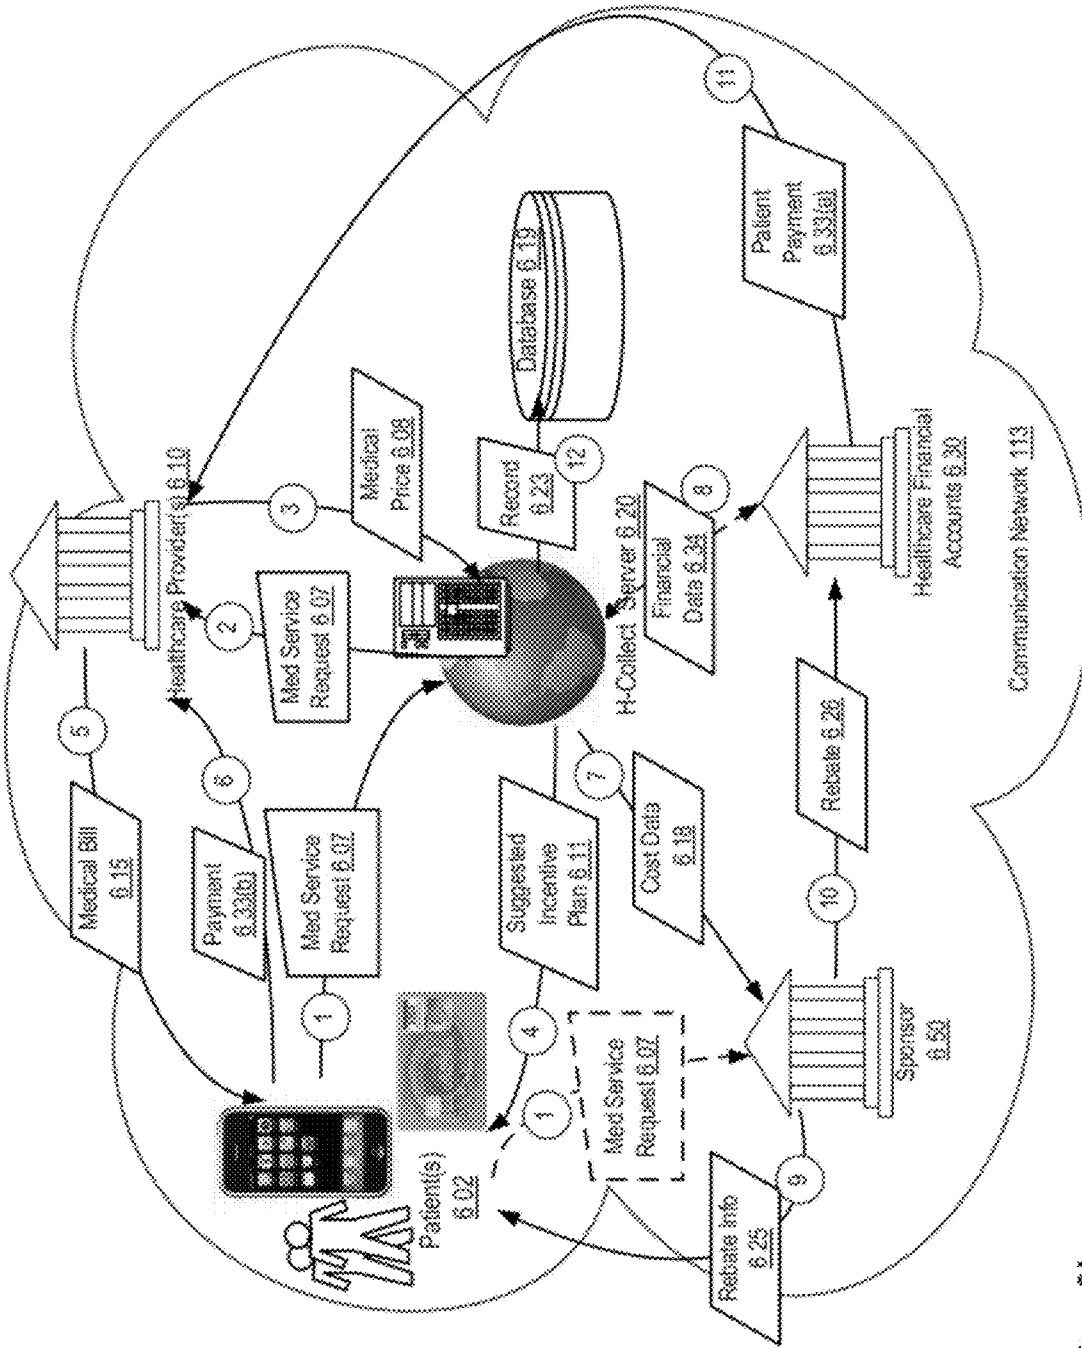 Healthcare Provider(s) 6.10
5
Medical Bill
6.15
6
Payment
6.33(b)
2
Med Service
Request 6.07
3
Medical
Price 6.08
11
Patient
Payment
6.33(a)
1
Med Service
Request 6.07
Patient(s)
6.02
H-Collect Server 6.20
Record
6.23
12
Database 6.19
4
Suggested
Incentive
Plan 6.11
7
Cost Data
6.18
8
Financial
Data 6.34
1
Med Service
Request 6.07
9
Rebate Info
6.25
Sponsor
6.50
10
Rebate 6.26
Healthcare Financial
Accounts 6.30
Communication Network 113